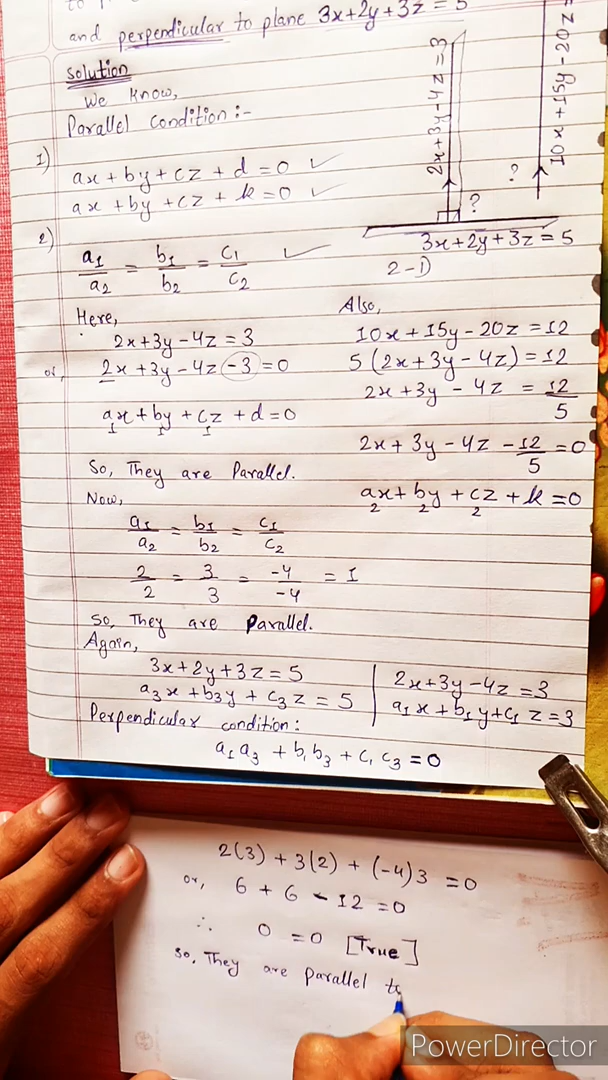 to
and perpendicular to plane 3x+2y+3z = 5
solution
We know,
Parallel Condition :-
1)
ax + by + cz + d = 0 ✓
ax + by + cz + k = 0 ✓
2)
a1/a2 = b1/b2 = c1/c2 ✓
2x+3y-4z = 3
10x+15y-20z =
?
?
3x+2y+3z = 5
2-D
Here,
2x+3y-4z = 3
or, 2x+3y-4z-3 = 0
a1x+b1y+c1z+d=0
So, They are Parallel.
Also,
10x+15y-20z = 12
5(2x+3y-4z) = 12
2x+3y-4z = 12/5
2x+3y-4z-12/5=0
a2x+b2y+c2z+k=0
Now,
a1/a2 = b1/b2 = c1/c2
2/2 = 3/3 = -4/-4 = 1
So, They are Parallel.
Again,
3x+2y+3z = 5
a3x+b3y+c3z = 5
2x+3y-4z=3
a1x+b1y+c1z=3
Perpendicular condition:
a1a3 + b1b3 + c1c3 = 0
2(3) + 3(2) + (-4)3 = 0
or, 6 + 6 - 12 = 0
∴ 0 = 0 [True]
So, They are parallel to
PowerDirector